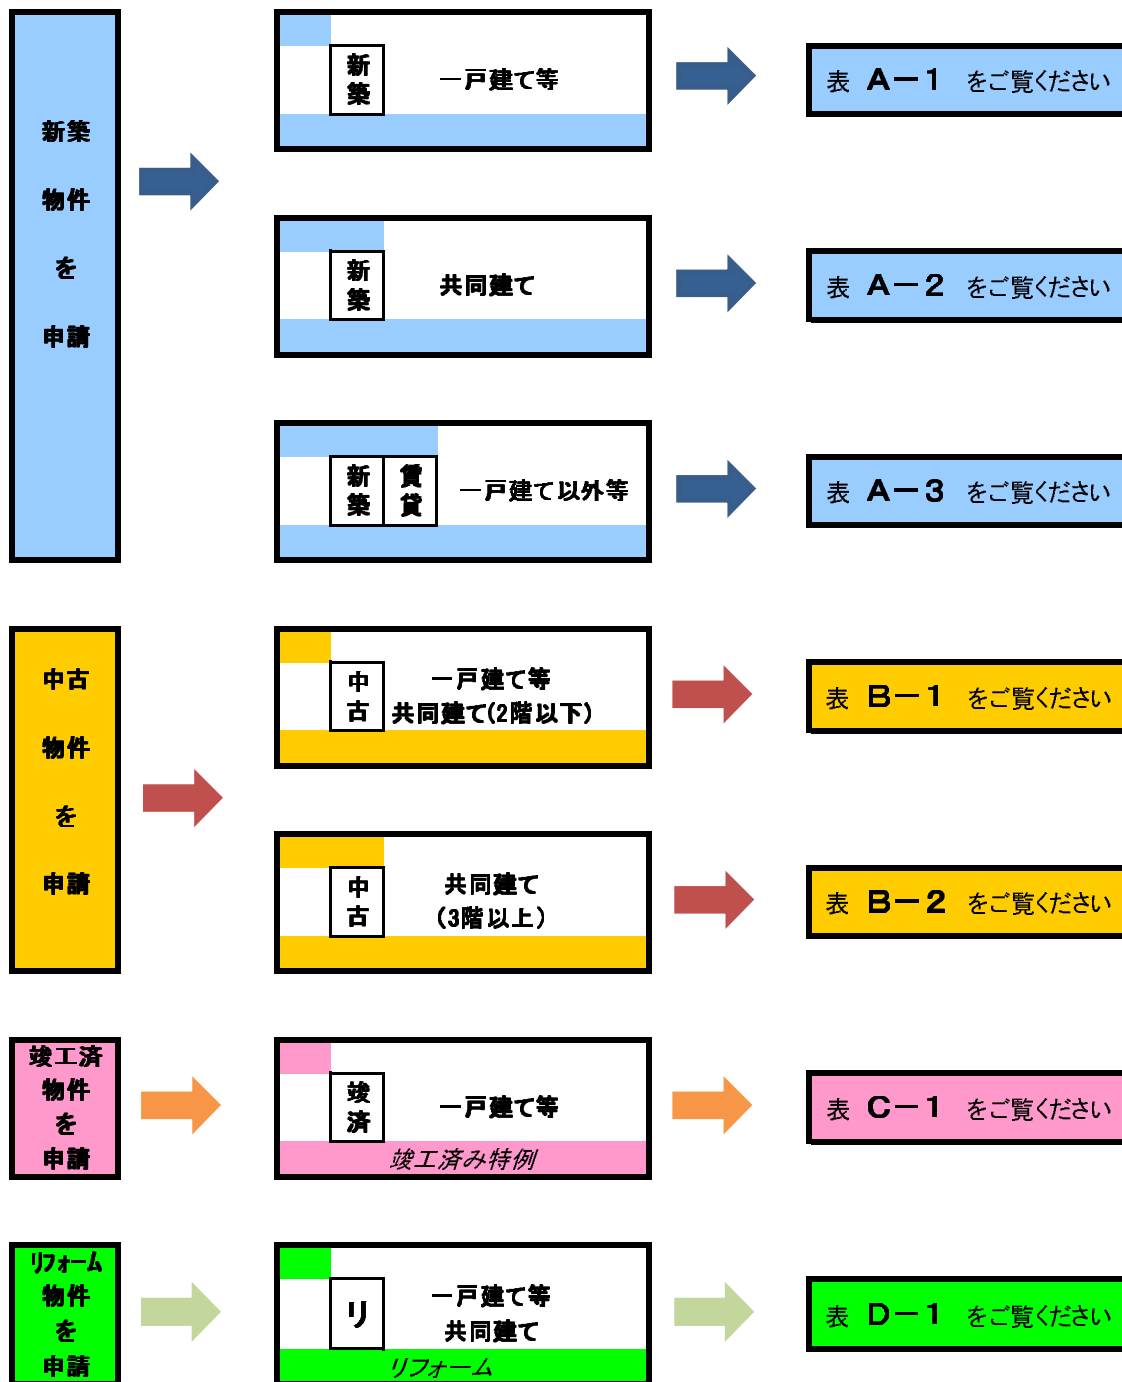 新築
物件
を
申請
新築
一戸建て等
表 A－1 をご覧ください
新築
共同建て
表 A－2 をご覧ください
新築
賃貸
一戸建て以外等
表 A－3 をご覧ください
中古
物件
を
申請
中古
一戸建て等
共同建て(2階以下)
表 B－1 をご覧ください
中古
共同建て
(3階以上)
表 B－2 をご覧ください
竣工済
物件
を
申請
竣済
一戸建て等
竣工済み特例
表 C－1 をご覧ください
リフォーム
物件
を
申請
リ
一戸建て等
共同建て
リフォーム
表 D－1 をご覧ください